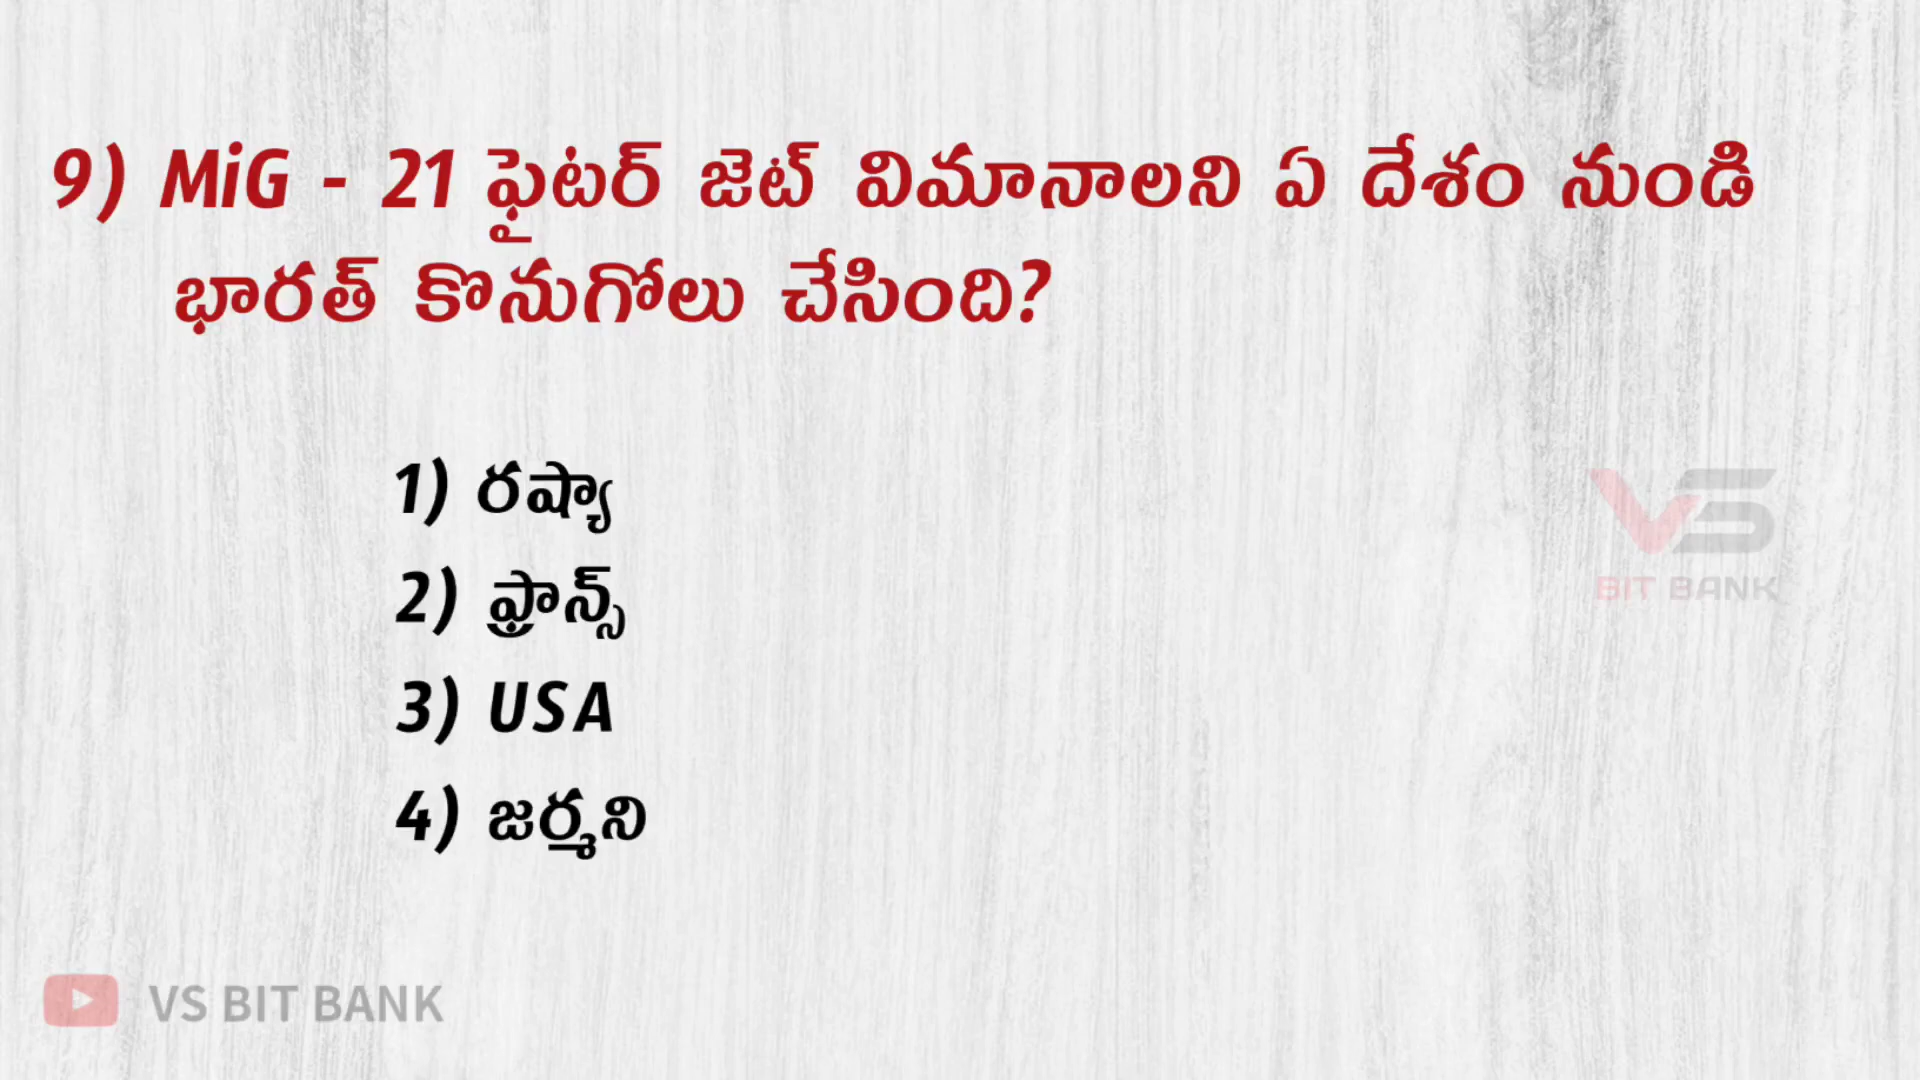 9) MiG - 21 ఫైటర్ జెట్ విమానాలని ఏ దేశం నుండి
భారత్ కొనుగోలు చేసింది?
1) రష్యా
2) ఫ్రాన్స్
3) USA
4) జర్మని
VS
BIT BANK
VS BIT BANK